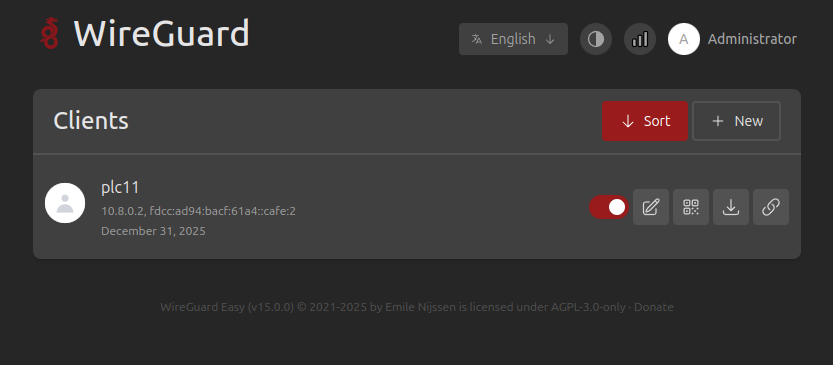 WireGuard
English
A
Administrator
Clients
Sort
New
plc11
10.8.0.2, fdcc:ad94:bacf:61a4::cafe:2
December 31, 2025
WireGuard Easy (v15.0.0) © 2021-2025 by Emile Nijssen is licensed under AGPL-3.0-only · Donate